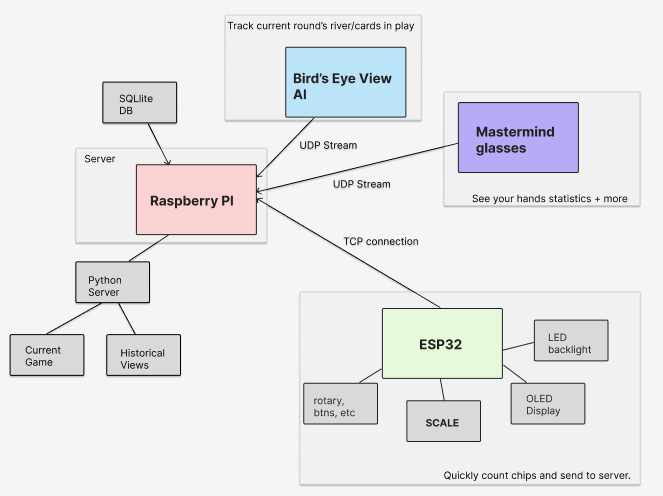 Track current round's river/cards in play
Bird's Eye View
AI
SQLlite
DB
UDP Stream
Mastermind
glasses
See your hands statistics + more
Server
Raspberry PI
UDP Stream
TCP connection
Python
Server
Current
Game
Historical
Views
ESP32
LED
backlight
rotary,
btns, etc
SCALE
OLED
Display
Quickly count chips and send to server.